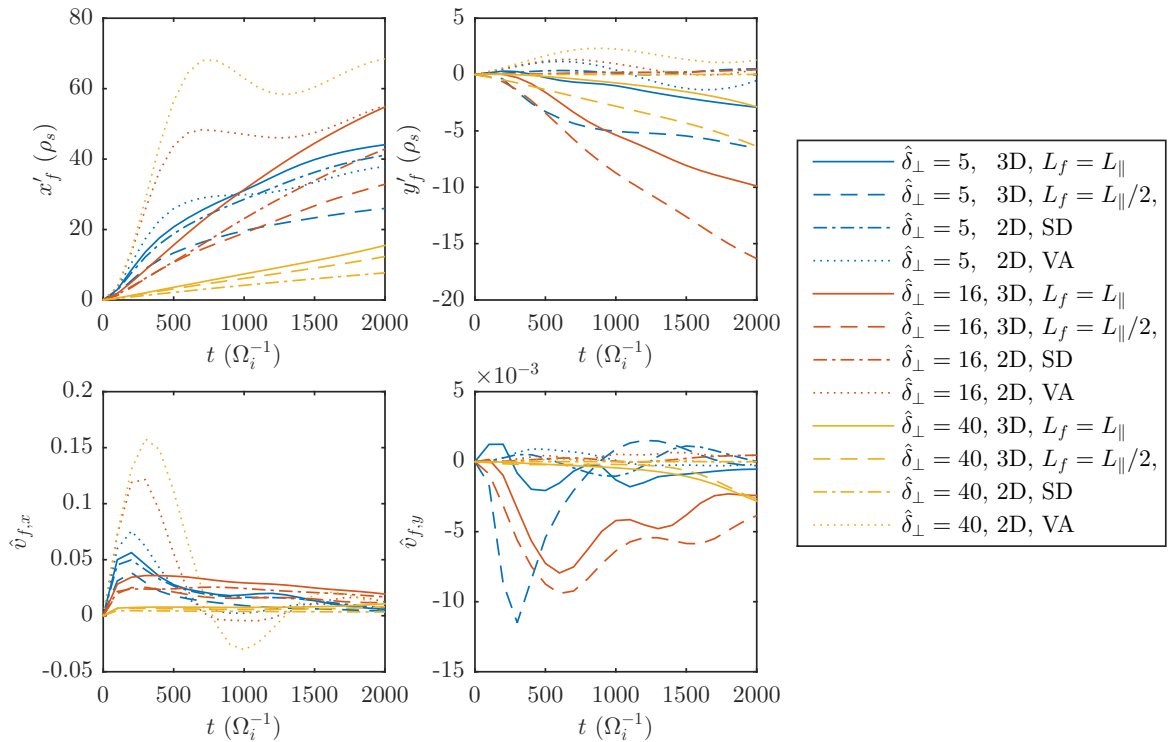 80
60
40
20
0
x′_f (ρ_s)
0 500 1000 1500 2000
t (Ω_i^{-1})
5
0
-5
-10
-15
-20
y′_f (ρ_s)
0 500 1000 1500 2000
t (Ω_i^{-1})
0.2
0.15
0.1
0.05
0
-0.05
v̂_{f,x}
0 500 1000 1500 2000
t (Ω_i^{-1})
×10^{-3}
5
0
-5
-10
-15
v̂_{f,y}
0 500 1000 1500 2000
t (Ω_i^{-1})
δ̂_⊥ = 5, 3D, L_f = L_∥
δ̂_⊥ = 5, 3D, L_f = L_∥/2,
δ̂_⊥ = 5, 2D, SD
δ̂_⊥ = 5, 2D, VA
δ̂_⊥ = 16, 3D, L_f = L_∥
δ̂_⊥ = 16, 3D, L_f = L_∥/2,
δ̂_⊥ = 16, 2D, SD
δ̂_⊥ = 16, 2D, VA
δ̂_⊥ = 40, 3D, L_f = L_∥
δ̂_⊥ = 40, 3D, L_f = L_∥/2,
δ̂_⊥ = 40, 2D, SD
δ̂_⊥ = 40, 2D, VA